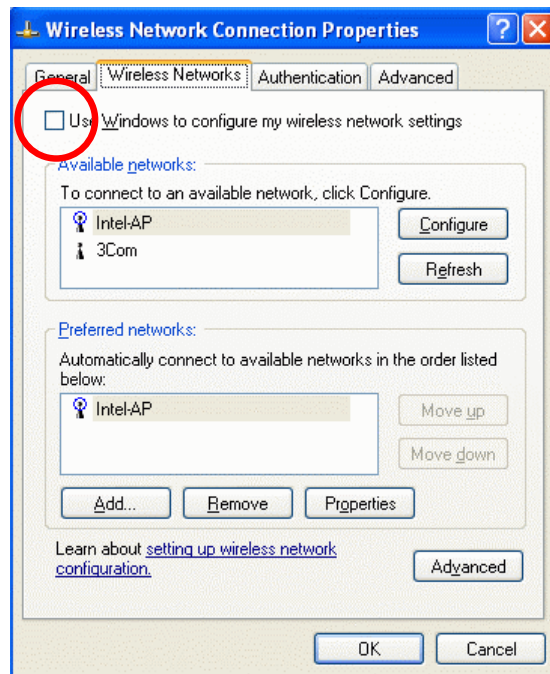 Wireless Network Connection Properties
General Wireless Networks Authentication Advanced
Use Windows to configure my wireless network settings
Available networks:
To connect to an available network, click Configure.
Intel-AP
Configure
3Com
Refresh
Preferred networks:
Automatically connect to available networks in the order listed
below:
Intel-AP
Move up
Move down
Add... Remove Properties
Learn about setting up wireless network
configuration.
Advanced
OK Cancel